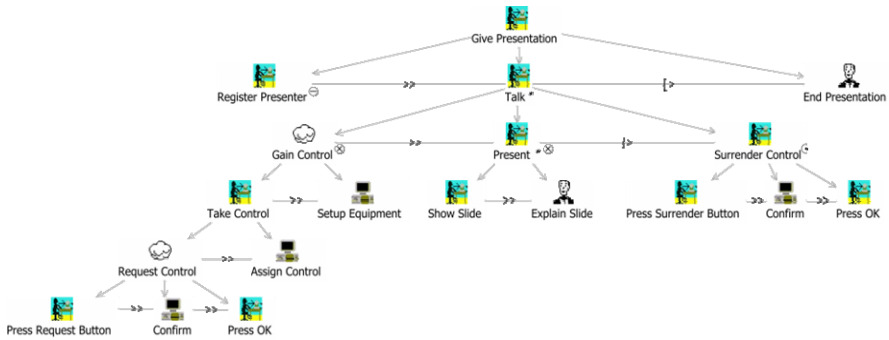 Give Presentation
Register Presenter >> Talk * [> End Presentation
Gain Control >> Present * [> Surrender Control
Take Control >> Setup Equipment Show Slide >> Explain Slide Press Surrender Button >> Confirm >> Press OK
Request Control >> Assign Control
Press Request Button >> Confirm >> Press OK